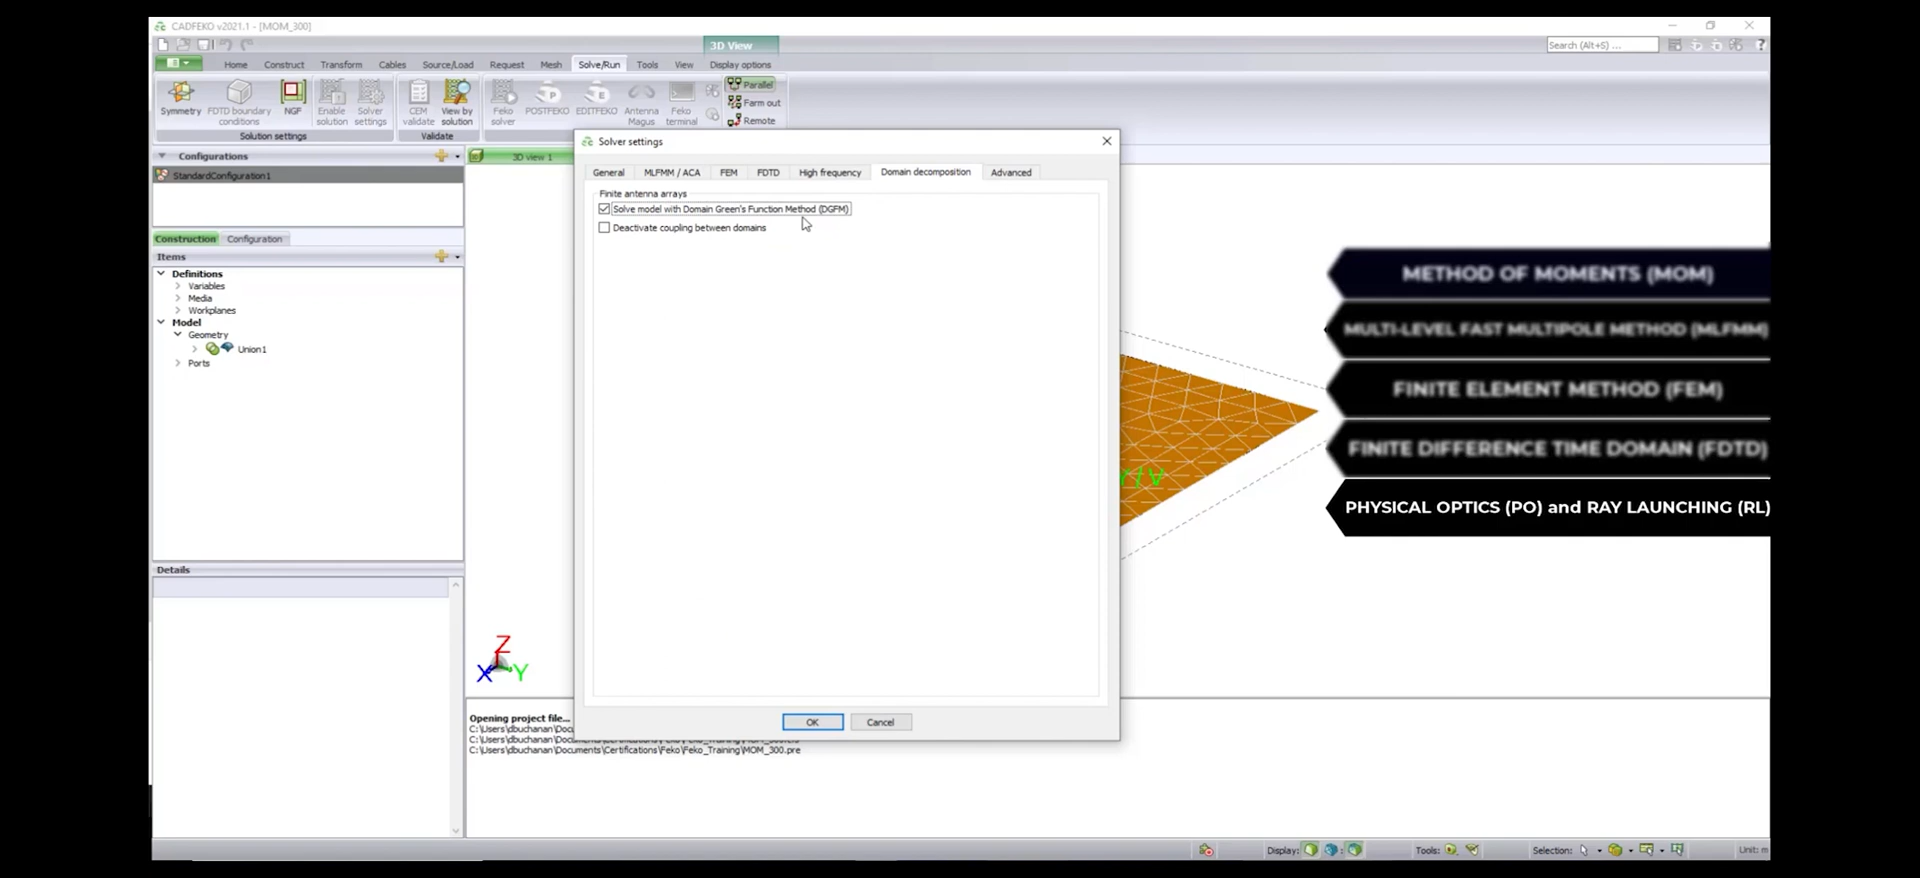 CADFEKO v2021.1 - [MOM_300]
3D View
Search (Alt+S) ...
Home Construct Transform Cables Source/Load Request Mesh Solve/Run Tools View Display options
Symmetry
FDTD boundary conditions
NGF
Enable solution
Solver settings
CEM validate
View by solution
Feko solver
POSTFEKO
EDITFEKO
Antenna Magus
Feko terminal
Parallel
Farm out
Remote
Solution settings
Validate
Configurations
StandardConfiguration1
Construction Configuration
Items
Definitions
Variables
Media
Workplanes
Model
Geometry
Union1
Ports
Details
3D view 1
Solver settings
General MLFMM / ACA FEM FDTD High frequency Domain decomposition Advanced
Finite antenna arrays
Solve model with Domain Green's Function Method (DGFM)
Deactivate coupling between domains
OK Cancel
METHOD OF MOMENTS (MOM)
MULTI-LEVEL FAST MULTIPOLE METHOD (MLFMM)
FINITE ELEMENT METHOD (FEM)
FINITE DIFFERENCE TIME DOMAIN (FDTD)
PHYSICAL OPTICS (PO) and RAY LAUNCHING (RL)
Z
X Y
Opening project file...
C:\Users\dbuchanan\Docu
C:\Users\dbuchanan\Documents\Certifications\Feko\Feko_Training\MOM_300.pre
Display: Tools: Selection: Unit: m